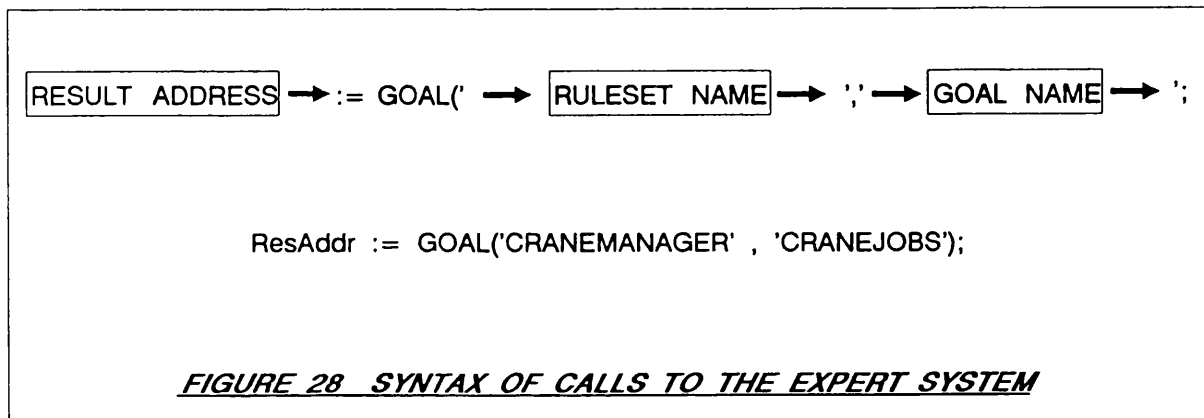 RESULT ADDRESS := GOAL(' RULESET NAME ',' GOAL NAME ';
ResAddr := GOAL('CRANEMANAGER' , 'CRANEJOBS');
FIGURE 28 SYNTAX OF CALLS TO THE EXPERT SYSTEM